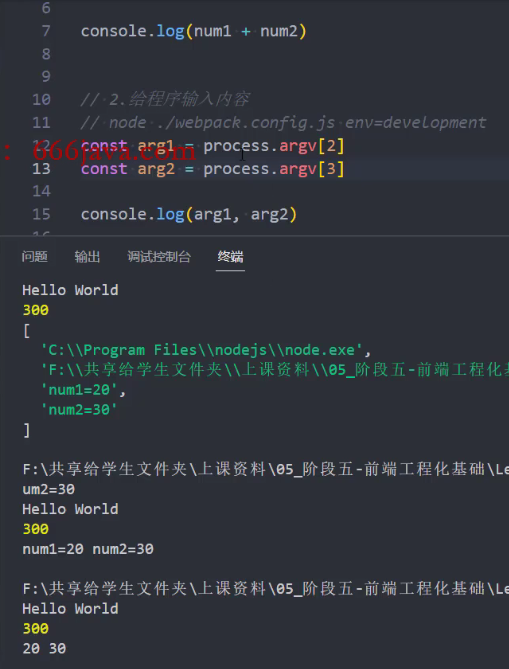 6
7 console.log(num1 + num2)
8
9
10 // 2.给程序输入内容
11 // node ./webpack.config.js env=development
: 666java.com
12 const arg1 = process.argv[2]
13 const arg2 = process.argv[3]
14
15 console.log(arg1, arg2)
问题 输出 调试控制台 终端
Hello World
300
[
'C:\\Program Files\\nodejs\\node.exe',
'F:\\共享给学生文件夹\\上课资料\\05_阶段五-前端工程化基
'num1=20',
'num2=30'
]
F:\共享给学生文件夹\上课资料\05_阶段五-前端工程化基础\Le
um2=30
Hello World
300
num1=20 num2=30
F:\共享给学生文件夹\上课资料\05_阶段五-前端工程化基础\Le
Hello World
300
20 30